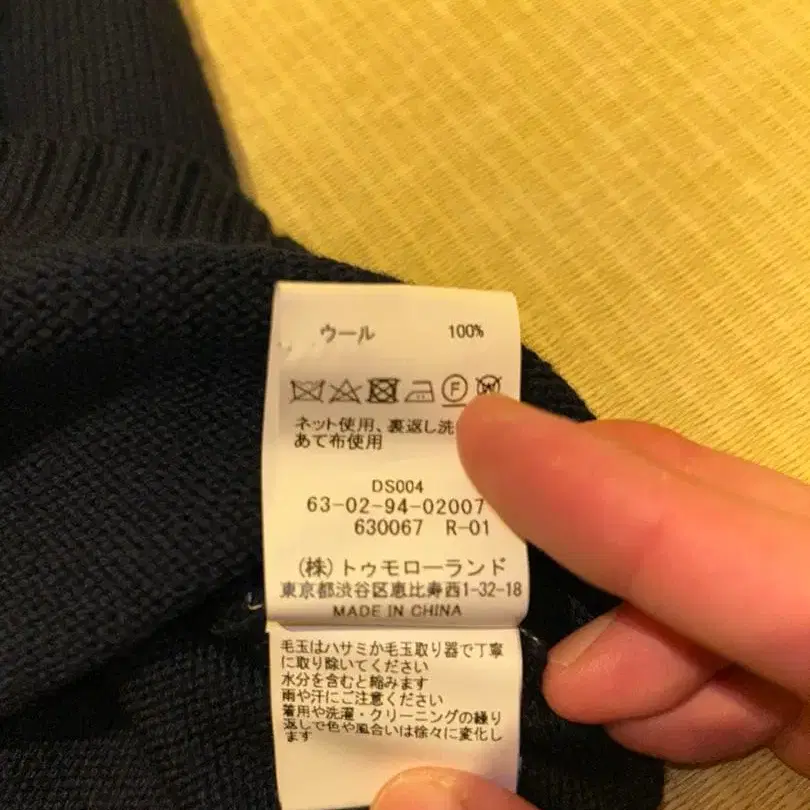 ウール 100%
F W
ネット使用、裏返し洗
あて布使用
DS004
63-02-94-02007
630067 R-01
(株)トゥモローランド
東京都渋谷区恵比寿西1-32-18
MADE IN CHINA
毛玉はハサミか毛玉取り器で丁寧
に取り除いてください
水分を含むと縮みます
雨や汗にご注意ください
着用や洗濯・クリーニングの繰り
返しで色や風合いは徐々に変化し
ます